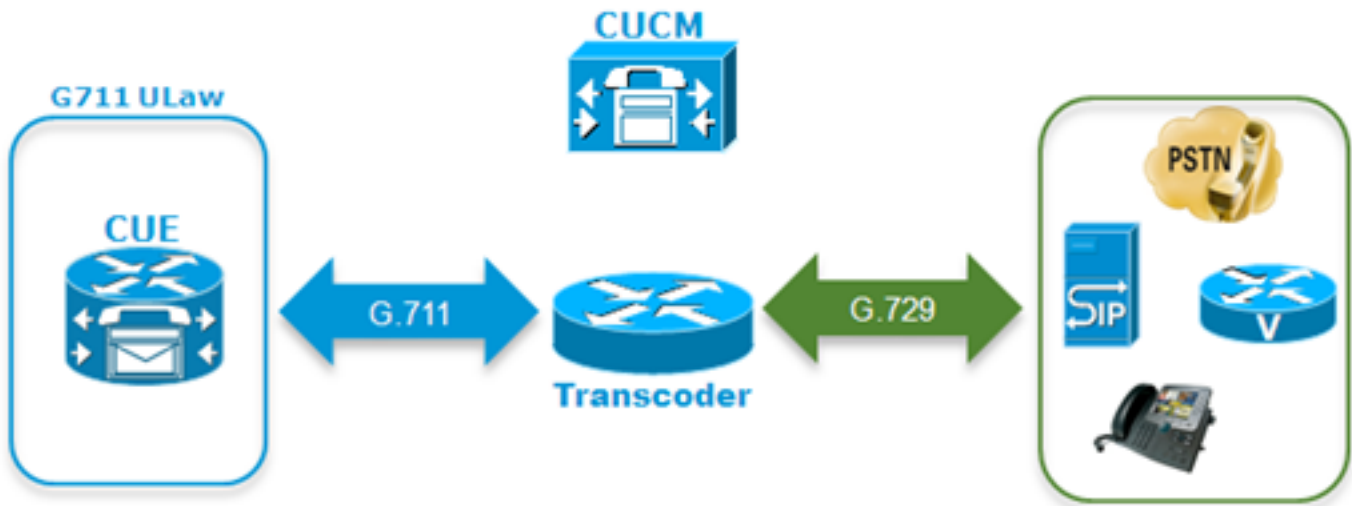 CUCM
G711 ULaw
PSTN
CUE
G.711
G.729
SIP
V
Transcoder